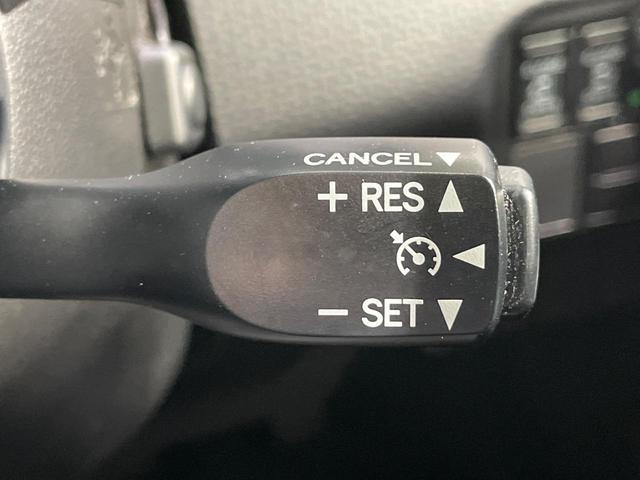 CANCEL ▼
+ RES ▲
◀
− SET ▼